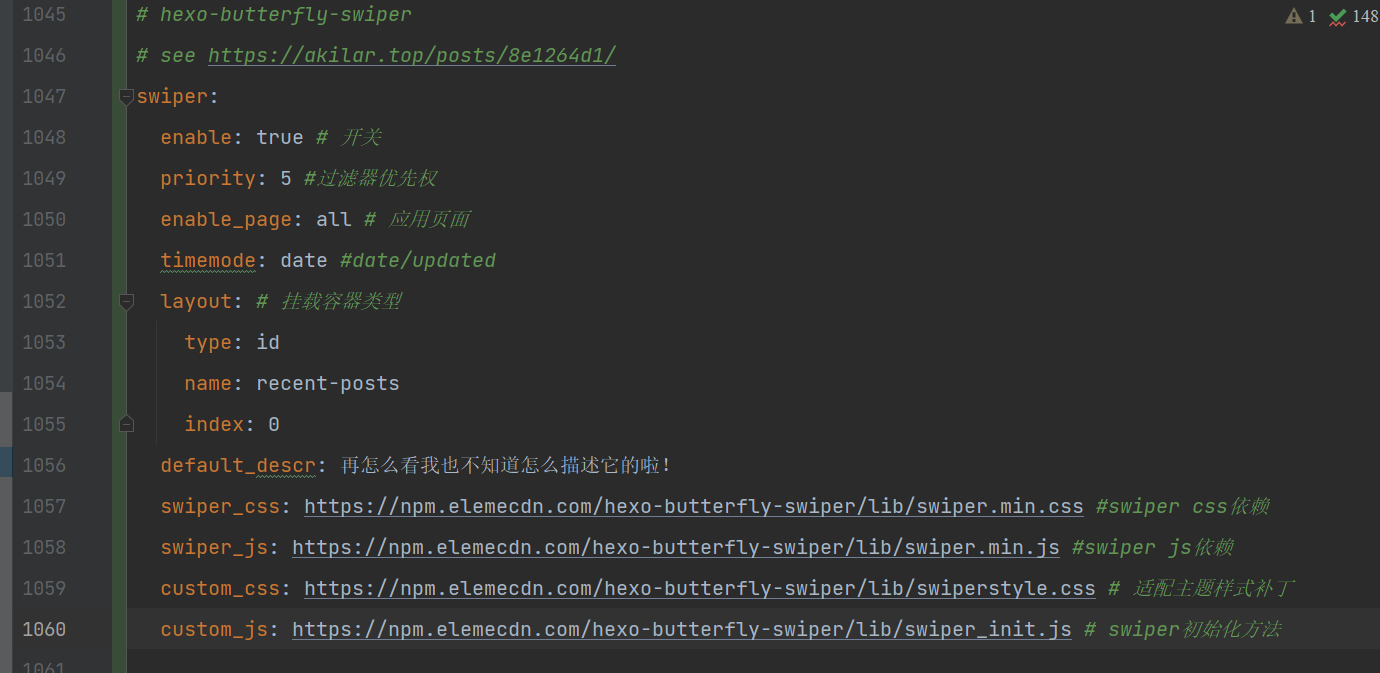 1045 # hexo-butterfly-swiper
1 148
1046 # see https://akilar.top/posts/8e1264d1/
1047 swiper:
1048 enable: true # 开关
1049 priority: 5 #过滤器优先权
1050 enable_page: all # 应用页面
1051 timemode: date #date/updated
1052 layout: # 挂载容器类型
1053 type: id
1054 name: recent-posts
1055 index: 0
1056 default_descr: 再怎么看我也不知道怎么描述它的啦!
1057 swiper_css: https://npm.elemecdn.com/hexo-butterfly-swiper/lib/swiper.min.css #swiper css依赖
1058 swiper_js: https://npm.elemecdn.com/hexo-butterfly-swiper/lib/swiper.min.js #swiper js依赖
1059 custom_css: https://npm.elemecdn.com/hexo-butterfly-swiper/lib/swiperstyle.css # 适配主题样式补丁
1060 custom_js: https://npm.elemecdn.com/hexo-butterfly-swiper/lib/swiper_init.js # swiper初始化方法
1061